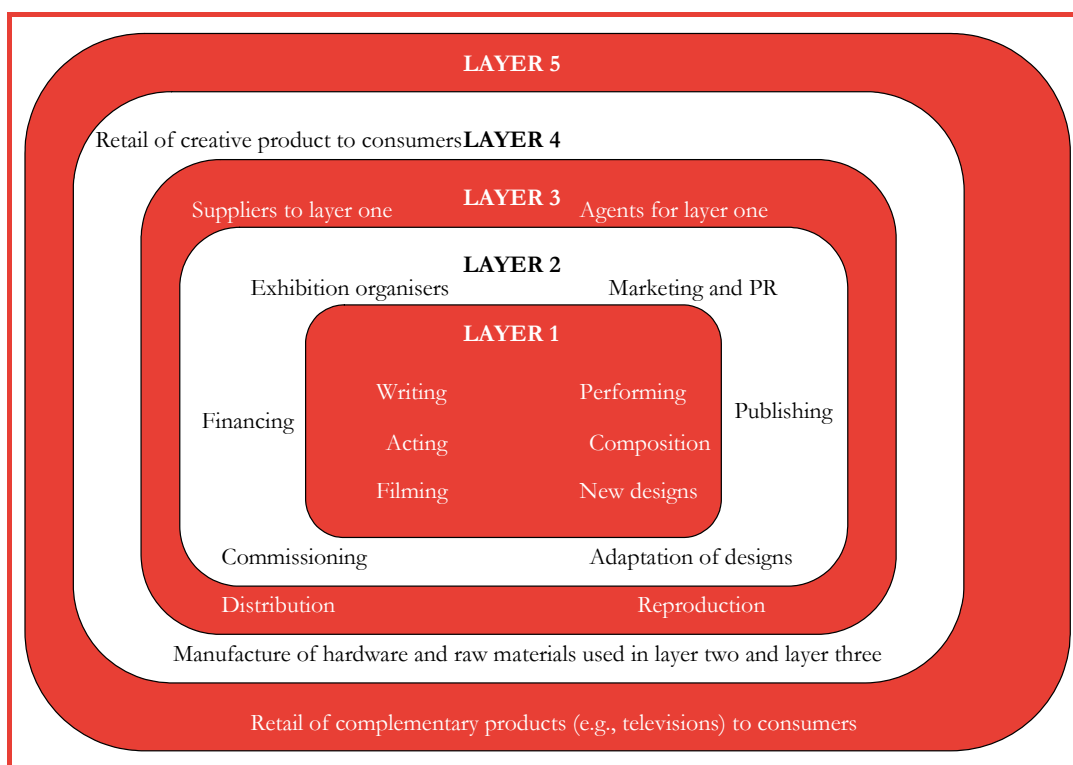 LAYER 5
Retail of creative product to consumers LAYER 4
LAYER 3
Suppliers to layer one
Agents for layer one
LAYER 2
Exhibition organisers
Marketing and PR
LAYER 1
Writing
Performing
Financing
Publishing
Acting
Composition
Filming
New designs
Commissioning
Adaptation of designs
Distribution
Reproduction
Manufacture of hardware and raw materials used in layer two and layer three
Retail of complementary products (e.g., televisions) to consumers